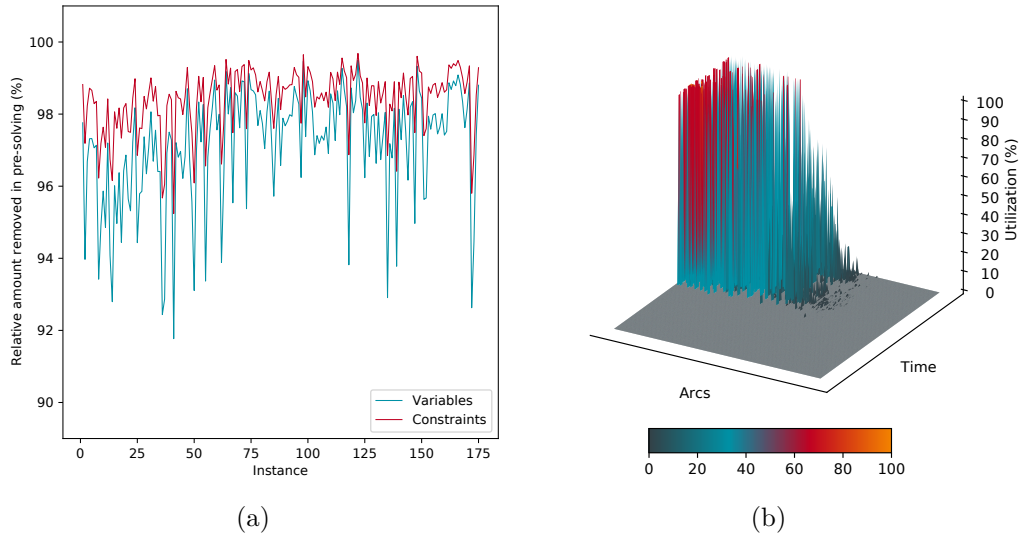 100
98
96
94
92
90
Relative amount removed in pre-solving (%)
0 25 50 75 100 125 150 175
Instance
Variables
Constraints
(a)
100
90
80
70
60
50
40
30
20
10
0
Utilization (%)
Time
Arcs
0 20 40 60 80 100
(b)